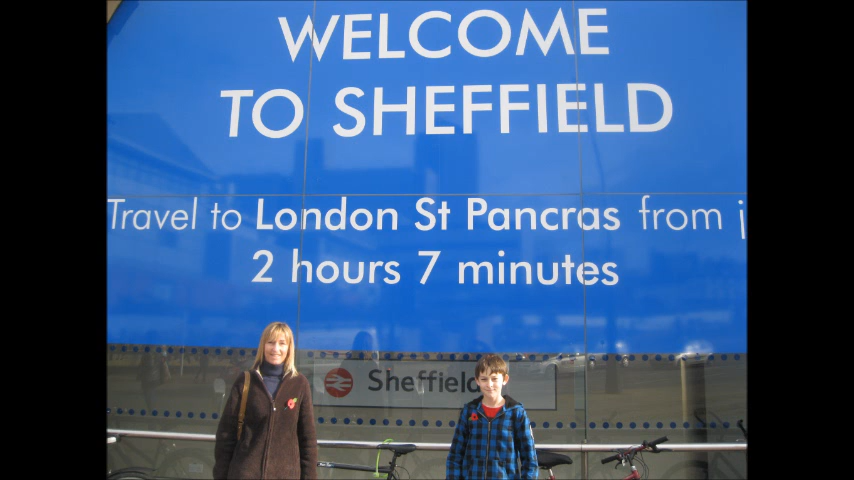 WELCOME
TO SHEFFIELD
Travel to London St Pancras from j
2 hours 7 minutes
Sheffield